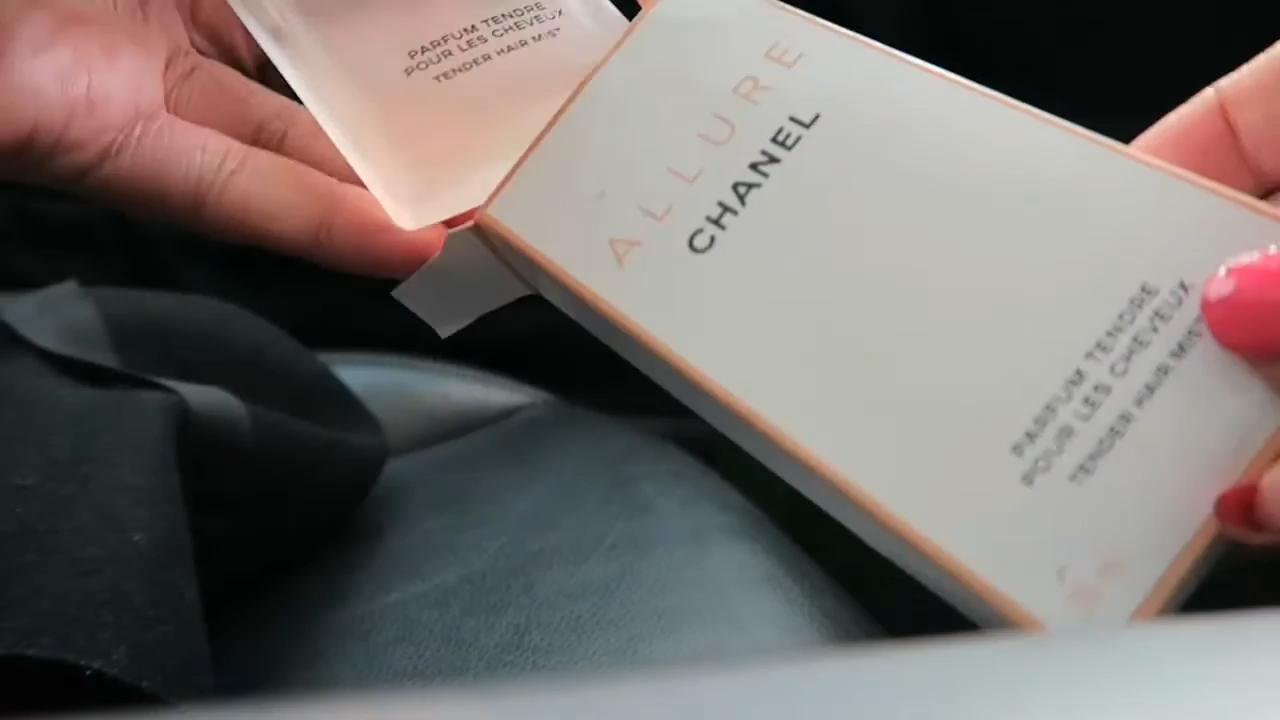 PARFUM TENDRE
POUR LES CHEVEUX
TENDER HAIR MIST
ALLURE
CHANEL
PARFUM TENDRE
POUR LES CHEVEUX
TENDER HAIR MIST